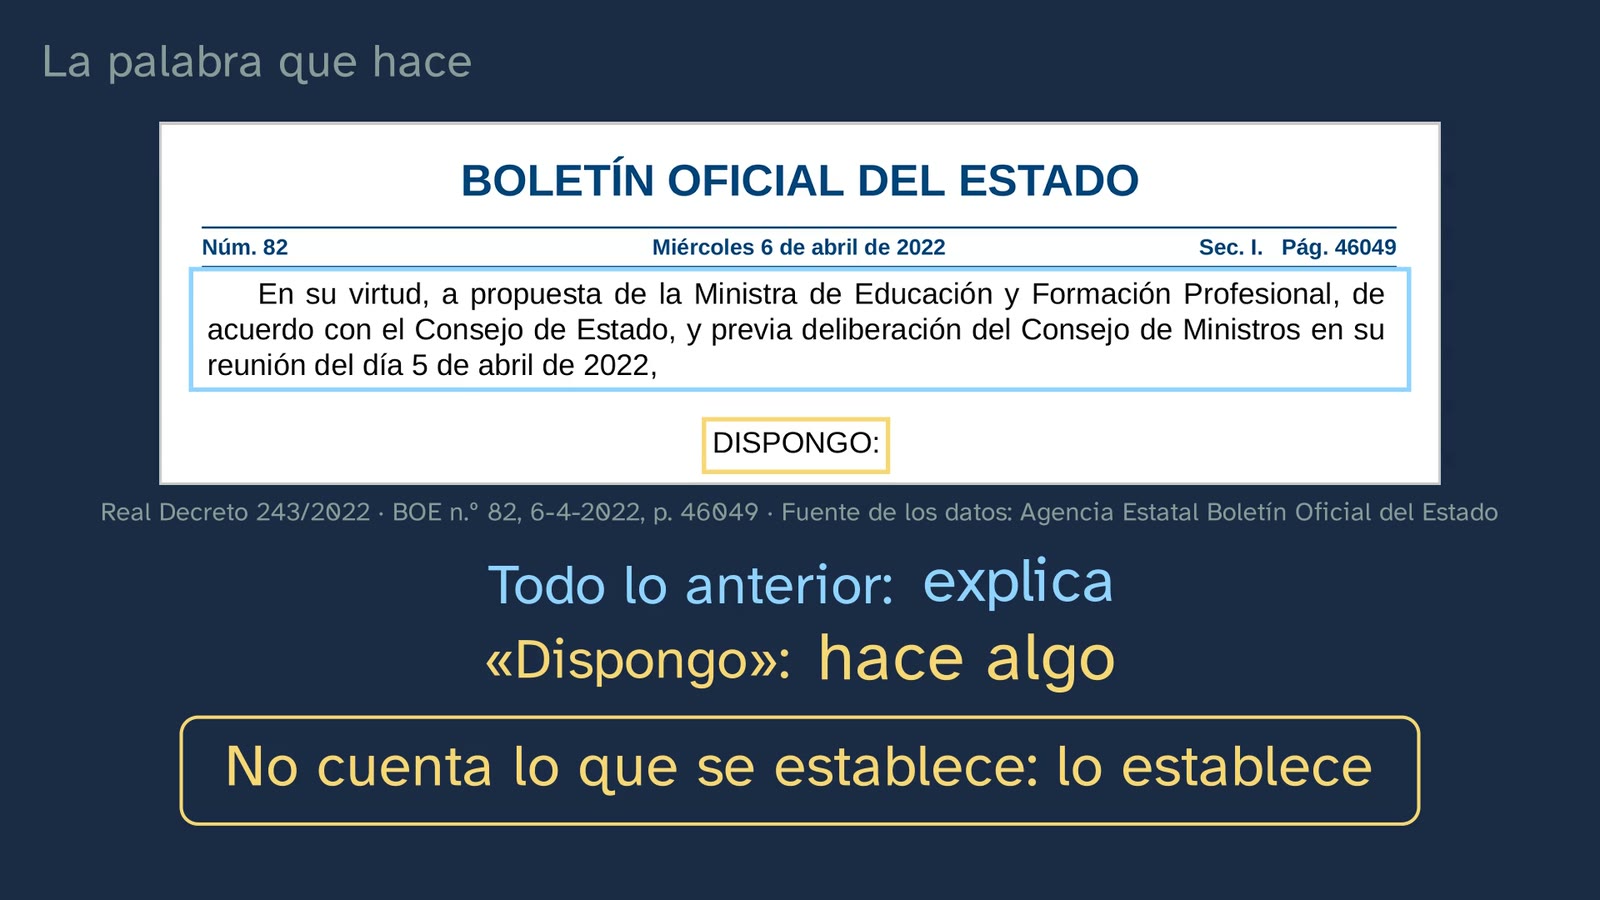 La palabra que hace
BOLETÍN OFICIAL DEL ESTADO
Núm. 82 Miércoles 6 de abril de 2022 Sec. I. Pág. 46049
En su virtud, a propuesta de la Ministra de Educación y Formación Profesional, de
acuerdo con el Consejo de Estado, y previa deliberación del Consejo de Ministros en su
reunión del día 5 de abril de 2022,
DISPONGO:
Real Decreto 243/2022 · BOE n.º 82, 6-4-2022, p. 46049 · Fuente de los datos: Agencia Estatal Boletín Oficial del Estado
Todo lo anterior: explica
«Dispongo»: hace algo
No cuenta lo que se establece: lo establece